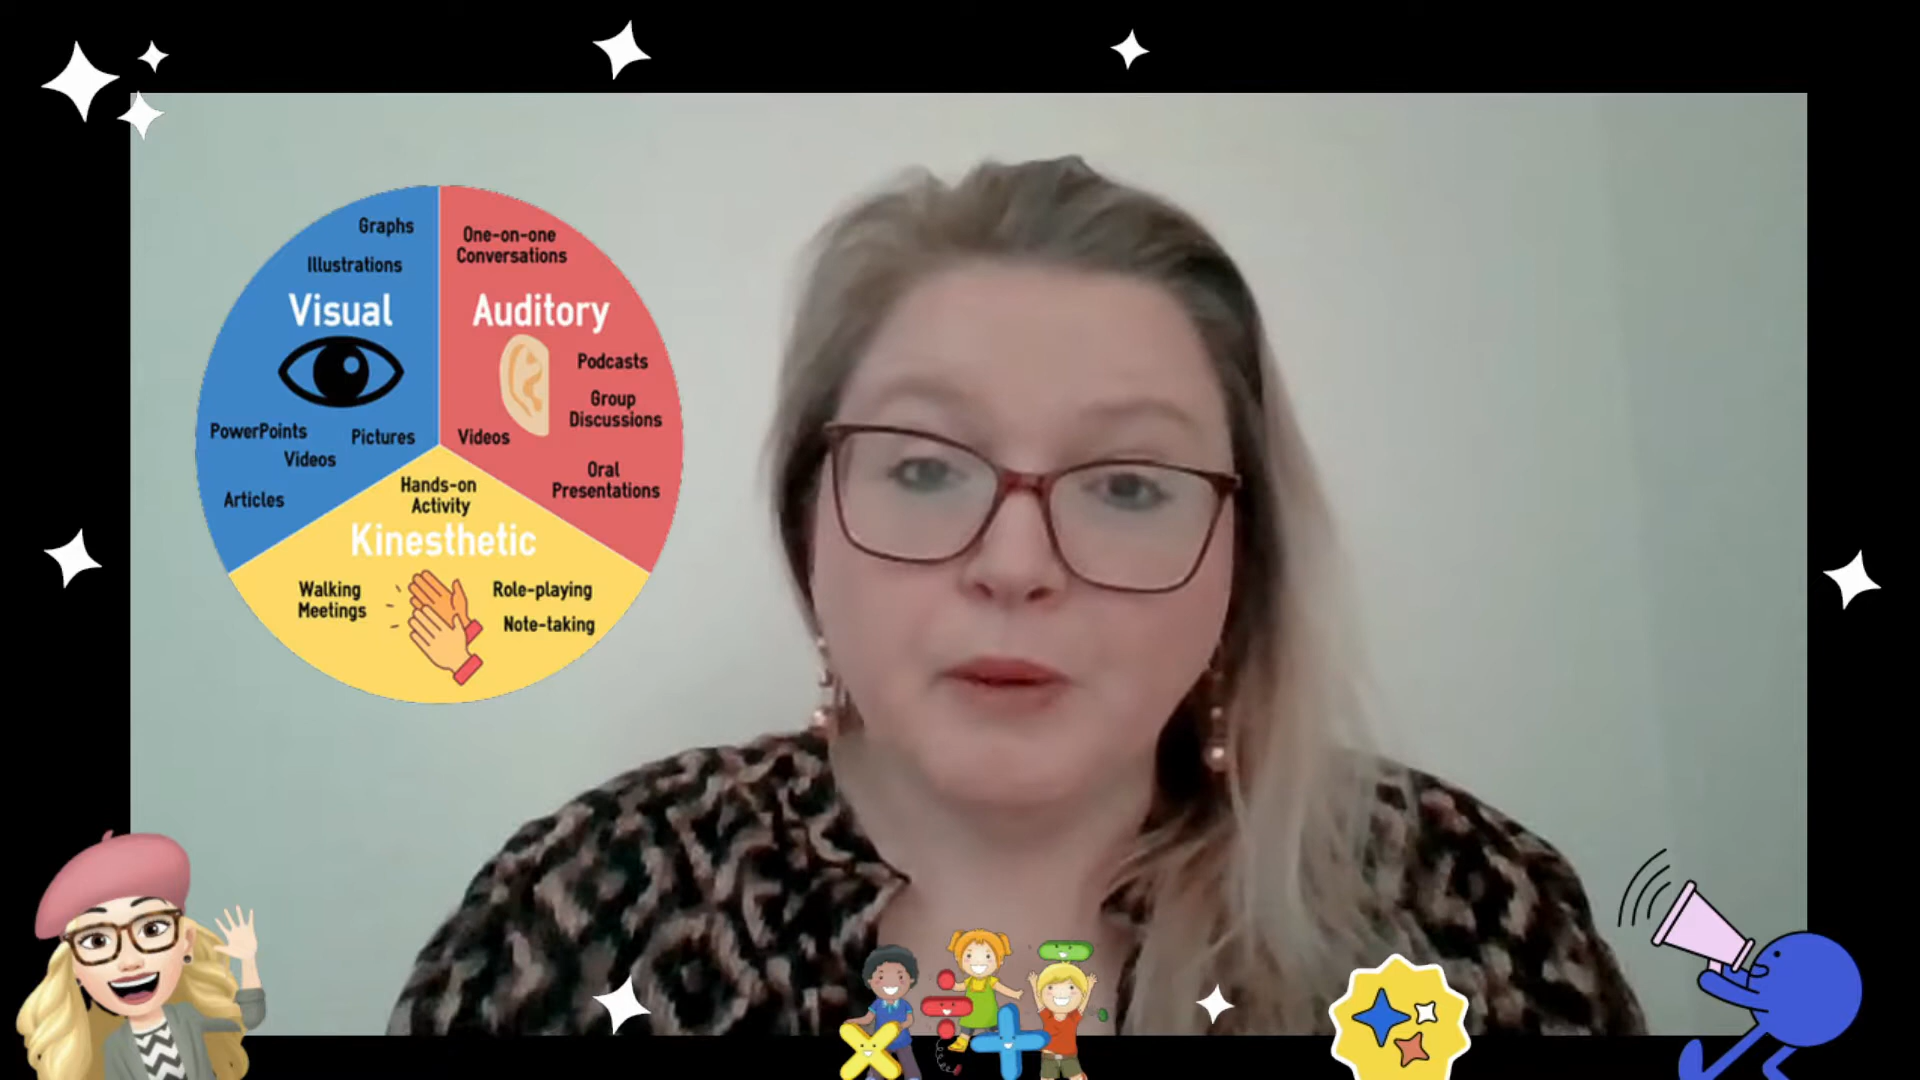 Graphs
Illustrations
Visual
PowerPoints
Pictures
Videos
Articles
One-on-one
Conversations
Auditory
Podcasts
Group
Discussions
Videos
Oral
Presentations
Hands-on
Activity
Kinesthetic
Walking
Meetings
Role-playing
Note-taking